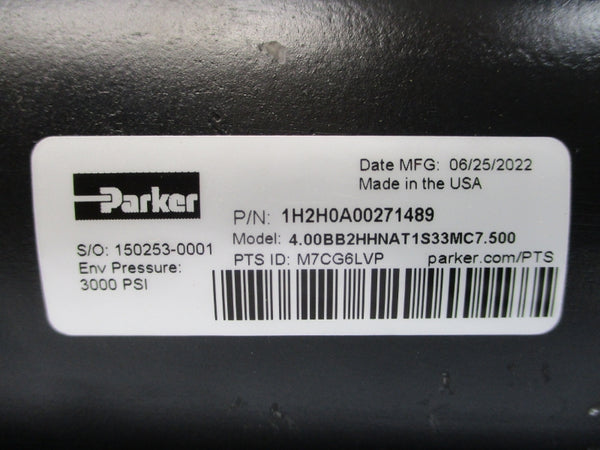 Parker
Date MFG: 06/25/2022
Made in the USA
P/N: 1H2H0A00271489
S/O: 150253-0001
Model: 4.00BB2HHNAT1S33MC7.500
Env Pressure:
3000 PSI
PTS ID: M7CG6LVP
parker.com/PTS